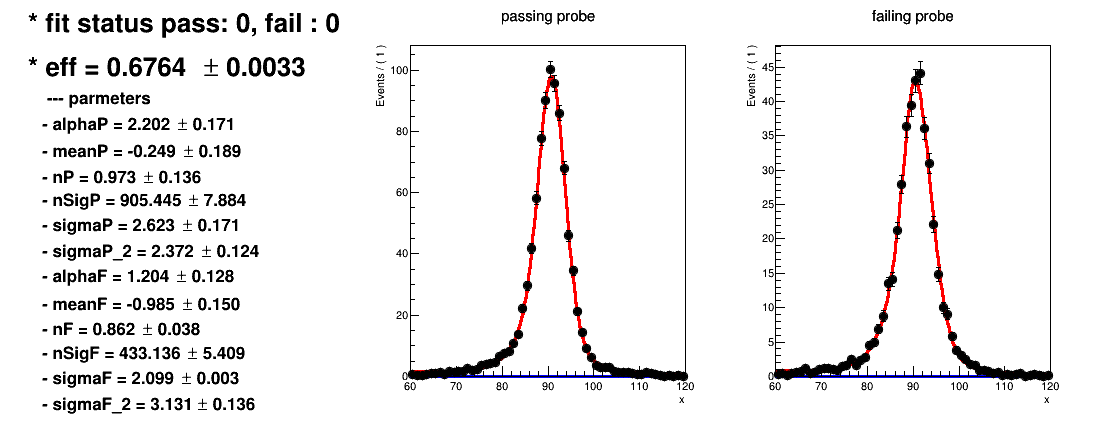 * fit status pass: 0, fail : 0
* eff = 0.6764 ± 0.0033
--- parmeters
- alphaP = 2.202 ± 0.171
- meanP = -0.249 ± 0.189
- nP = 0.973 ± 0.136
- nSigP = 905.445 ± 7.884
- sigmaP = 2.623 ± 0.171
- sigmaP_2 = 2.372 ± 0.124
- alphaF = 1.204 ± 0.128
- meanF = -0.985 ± 0.150
- nF = 0.862 ± 0.038
- nSigF = 433.136 ± 5.409
- sigmaF = 2.099 ± 0.003
- sigmaF_2 = 3.131 ± 0.136
passing probe
Events / ( 1 )
100
80
60
40
20
0
60 70 80 90 100 110 120
x
failing probe
Events / ( 1 )
45
40
35
30
25
20
15
10
5
0
60 70 80 90 100 110 120
x